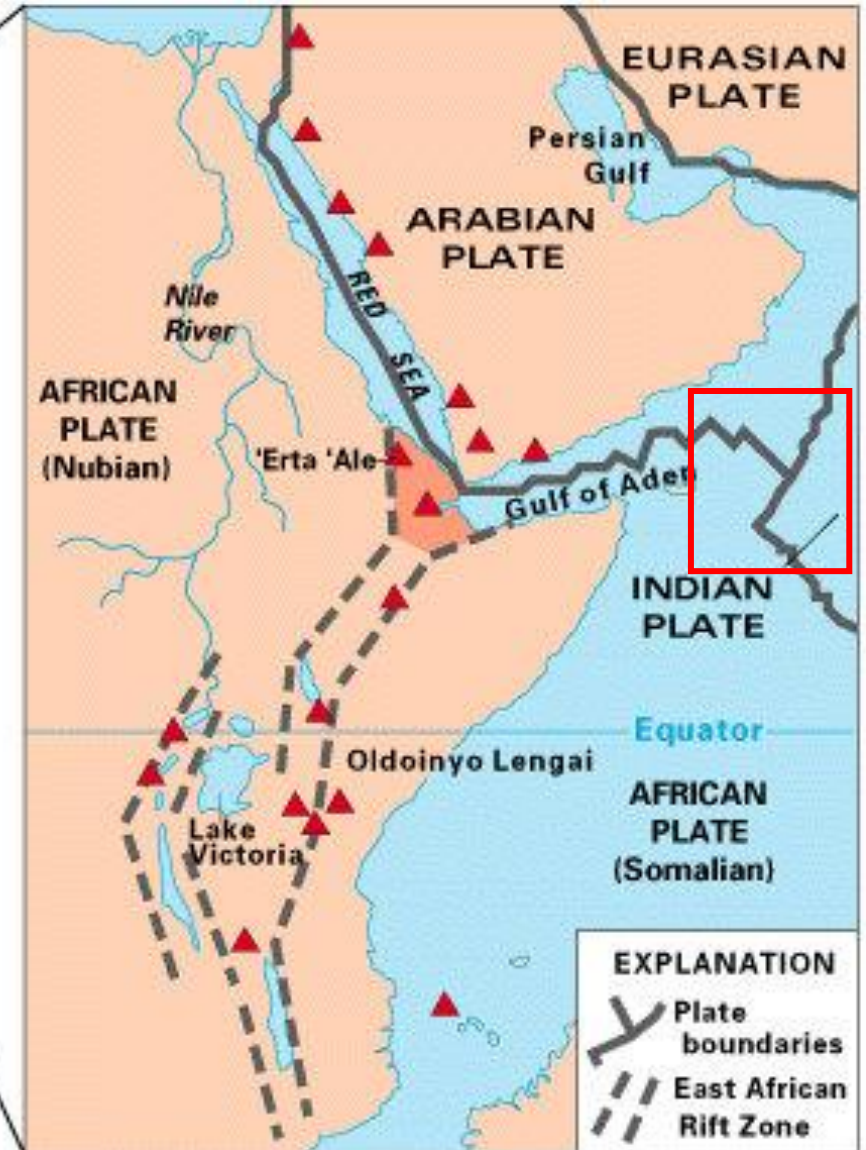 EURASIAN
PLATE
Persian
Gulf
ARABIAN
PLATE
RED
SEA
Nile
River
AFRICAN
PLATE
(Nubian)
'Erta 'Ale
Gulf of Aden
INDIAN
PLATE
Equator
Oldoinyo Lengai
AFRICAN
PLATE
(Somalian)
Lake
Victoria
EXPLANATION
Plate
boundaries
East African
Rift Zone